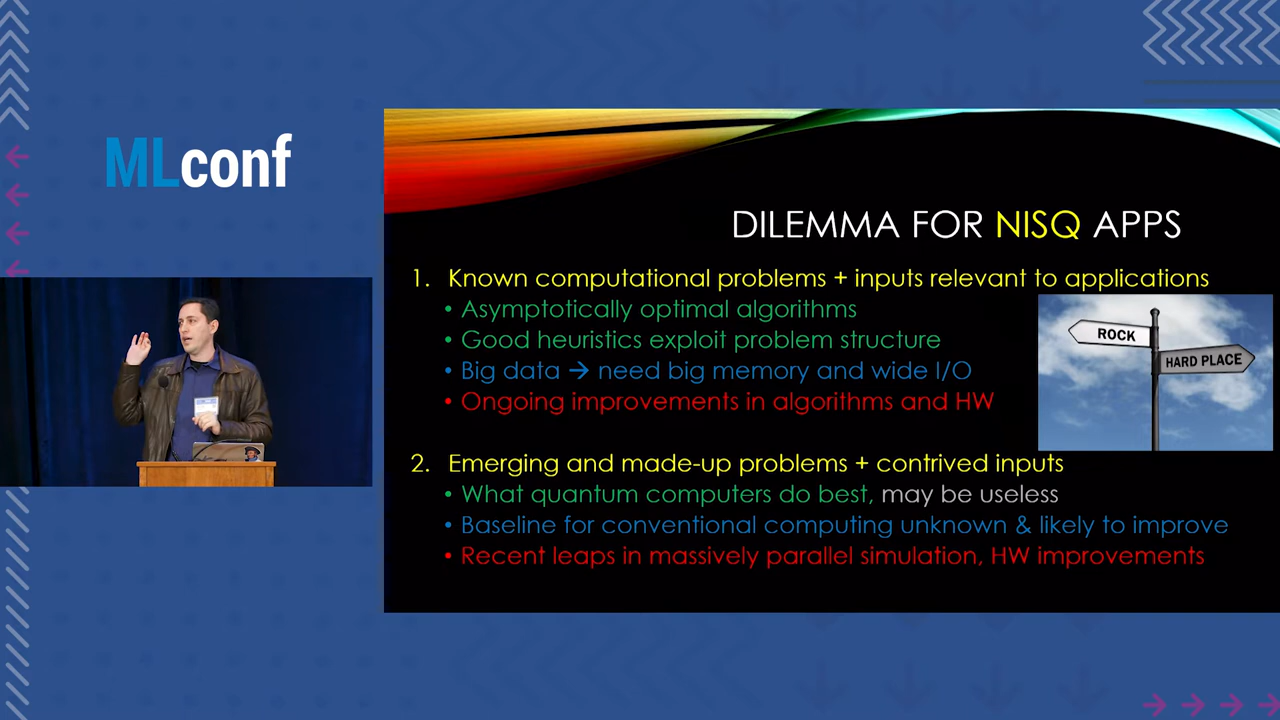 MLconf
DILEMMA FOR NISQ APPS
1. Known computational problems + inputs relevant to applications
• Asymptotically optimal algorithms
• Good heuristics exploit problem structure
• Big data → need big memory and wide I/O
• Ongoing improvements in algorithms and HW
ROCK
HARD PLACE
2. Emerging and made-up problems + contrived inputs
• What quantum computers do best, may be useless
• Baseline for conventional computing unknown & likely to improve
• Recent leaps in massively parallel simulation, HW improvements